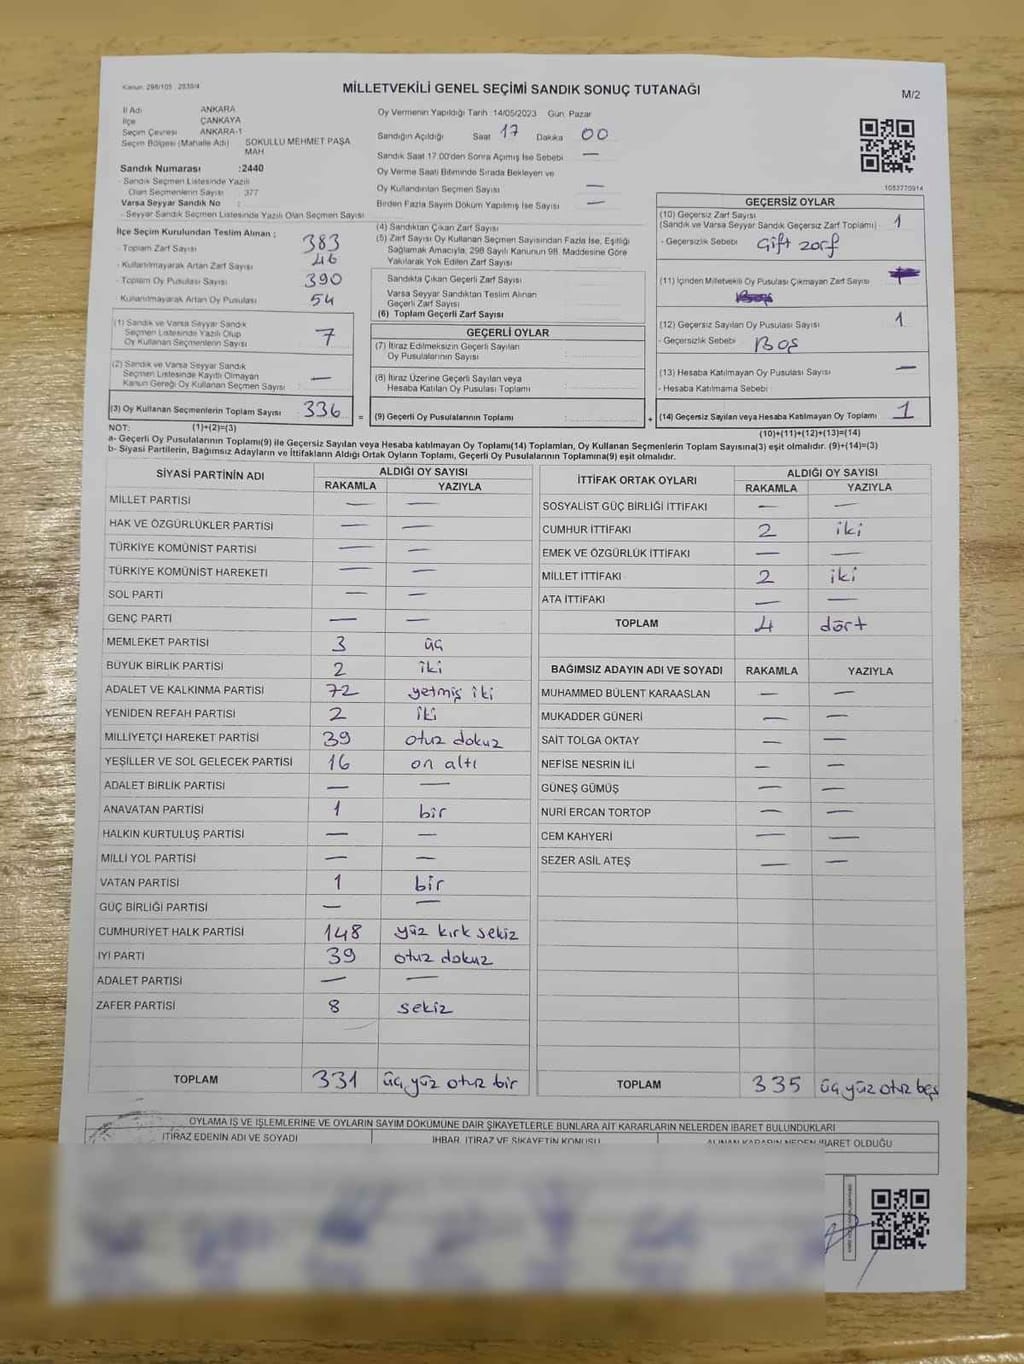 Kanun: 298/105 , 2839/4
MİLLETVEKİLİ GENEL SEÇİMİ SANDIK SONUÇ TUTANAĞI
M/2
İl Adı ANKARA
İlçe ÇANKAYA
Seçim Çevresi ANKARA-1
Seçim Bölgesi (Mahalle Adı) SOKULLU MEHMET PAŞA
MAH
Sandık Numarası :2440
- Sandık Seçmen Listesinde Yazılı
Olan Seçmenlerin Sayısı : 377
Varsa Seyyar Sandık No :
- Seyyar Sandık Seçmen Listesinde Yazılı Olan Seçmen Sayısı
Oy Vermenin Yapıldığı Tarih: 14/05/2023 Gün: Pazar
Sandığın Açıldığı Saat 17 Dakika 00
Sandık Saat 17.00'den Sonra Açımış İse Sebebi —
Oy Verme Saati Bitiminde Sırada Bekleyen ve
Oy Kullandırılan Seçmen Sayısı —
Birden Fazla Sayım Döküm Yapılmış İse Sayısı —
1053770914
İlçe Seçim Kurulundan Teslim Alınan ;
- Toplam Zarf Sayısı 383
- Kullanılmayarak Artan Zarf Sayısı 46
- Toplam Oy Pusulası Sayısı 390
- Kullanılmayarak Artan Oy Pusulası 54
(1) Sandık ve Varsa Seyyar Sandık
Seçmen Listesinde Yazılı Olup
Oy Kullanan Seçmenlerin Sayısı 7
(2) Sandık ve Varsa Seyyar Sandık
Seçmen Listesinde Kayıtlı Olmayan
Kanun Gereği Oy Kullanan Seçmen Sayısı : —
(3) Oy Kullanan Seçmenlerin Toplam Sayısı 336
(4) Sandıktan Çıkan Zarf Sayısı
(5) Zarf Sayısı Oy Kullanan Seçmen Sayısından Fazla İse, Eşitliği
Sağlamak Amacıyla, 298 Sayılı Kanunun 98. Maddesine Göre
Yakılarak Yok Edilen Zarf Sayısı
Sandıkta Çıkan Geçerli Zarf Sayısı
Varsa Seyyar Sandıktan Teslim Alınan
Geçerli Zarf Sayısı
(6) Toplam Geçerli Zarf Sayısı
GEÇERLİ OYLAR
(7) İtiraz Edilmeksizin Geçerli Sayılan
Oy Pusulalarının Sayısı
(8) İtiraz Üzerine Geçerli Sayılan veya
Hesaba Katılan Oy Pusulası Toplamı
= (9) Geçerli Oy Pusulalarının Toplamı
GEÇERSİZ OYLAR
(10) Geçersiz Zarf Sayısı
(Sandık ve Varsa Seyyar Sandık Geçersiz Zarf Toplamı) 1
- Geçersizlik Sebebi Çift zarf
(11) İçinden Milletvekili Oy Pusulası Çıkmayan Zarf Sayısı
(12) Geçersiz Sayılan Oy Pusulası Sayısı 1
- Geçersizlik Sebebi Boş
(13) Hesaba Katılmayan Oy Pusulası Sayısı —
- Hesaba Katılmama Sebebi
+ (14) Geçersiz Sayılan veya Hesaba Katılmayan Oy Toplamı 1
NOT: (1)+(2)=(3)
(10)+(11)+(12)+(13)=(14)
a- Geçerli Oy Pusulalarının Toplamı(9) ile Geçersiz Sayılan veya Hesaba katılmayan Oy Toplamı(14) Toplamları, Oy Kullanan Seçmenlerin Toplam Sayısına(3) eşit olmalıdır. (9)+(14)=(3)
b- Siyasi Partilerin, Bağımsız Adayların ve İttifakların Aldığı Ortak Oyların Toplamı, Geçerli Oy Pusulalarının Toplamına(9) eşit olmalıdır.
SİYASİ PARTİNİN ADI ALDIĞI OY SAYISI
RAKAMLA YAZIYLA
MİLLET PARTİSİ — —
HAK VE ÖZGÜRLÜKLER PARTİSİ — —
TÜRKİYE KOMÜNİST PARTİSİ — —
TÜRKİYE KOMÜNİST HAREKETİ — —
SOL PARTİ — —
GENÇ PARTİ — —
MEMLEKET PARTİSİ 3 üç
BÜYÜK BİRLİK PARTİSİ 2 iki
ADALET VE KALKINMA PARTİSİ 72 yetmiş iki
YENİDEN REFAH PARTİSİ 2 iki
MİLLİYETÇİ HAREKET PARTİSİ 39 otuz dokuz
YEŞİLLER VE SOL GELECEK PARTİSİ 16 on altı
ADALET BİRLİK PARTİSİ — —
ANAVATAN PARTİSİ 1 bir
HALKIN KURTULUŞ PARTİSİ — —
MİLLİ YOL PARTİSİ — —
VATAN PARTİSİ 1 bir
GÜÇ BİRLİĞİ PARTİSİ — —
CUMHURİYET HALK PARTİSİ 148 yüz kırk sekiz
İYİ PARTİ 39 otuz dokuz
ADALET PARTİSİ — —
ZAFER PARTİSİ 8 sekiz
TOPLAM 331 üç yüz otuz bir
İTTİFAK ORTAK OYLARI ALDIĞI OY SAYISI
RAKAMLA YAZIYLA
SOSYALİST GÜÇ BİRLİĞİ İTTİFAKI — —
CUMHUR İTTİFAKI 2 iki
EMEK VE ÖZGÜRLÜK İTTİFAKI — —
MİLLET İTTİFAKI 2 iki
ATA İTTİFAKI — —
TOPLAM 4 dört
BAĞIMSIZ ADAYIN ADI VE SOYADI RAKAMLA YAZIYLA
MUHAMMED BÜLENT KARAASLAN — —
MUKADDER GÜNERİ — —
SAİT TOLGA OKTAY — —
NEFİSE NESRİN İLİ — —
GÜNEŞ GÜMÜŞ — —
NURİ ERCAN TORTOP — —
CEM KAHYERİ — —
SEZER ASİL ATEŞ — —
TOPLAM 335 üç yüz otuz beş
OYLAMA İŞ VE İŞLEMLERİNE VE OYLARIN SAYIM DÖKÜMÜNE DAİR ŞİKAYETLERLE BUNLARA AİT KARARLARIN NELERDEN İBARET BULUNDUKLARI
İTİRAZ EDENİN ADI VE SOYADI İHBAR, İTİRAZ VE ŞİKAYETİN KONUSU ALINAN KARARIN NEDEN İBARET OLDUĞU